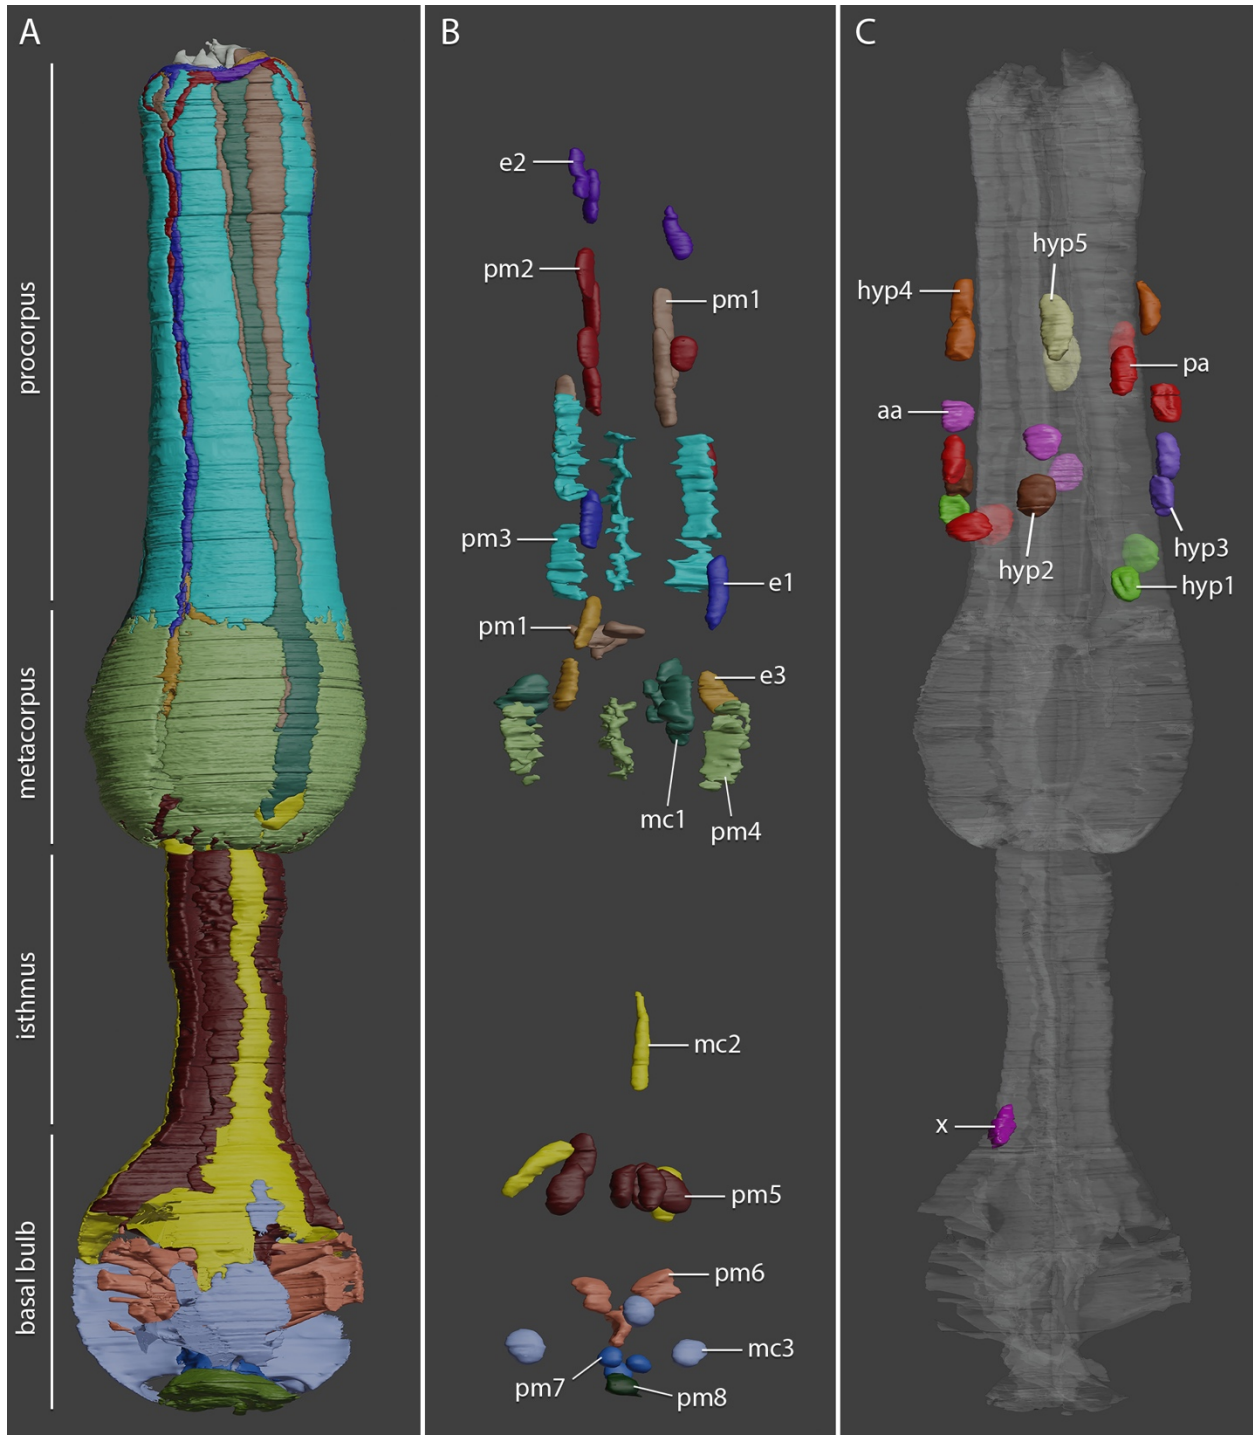 A
B
C
procorpus
metacorpus
isthmus
basal bulb
e2
pm2
pm1
pm3
e1
pm1
e3
mc1
pm4
mc2
pm5
pm6
mc3
pm7
pm8
hyp5
hyp4
pa
aa
hyp3
hyp2
hyp1
x